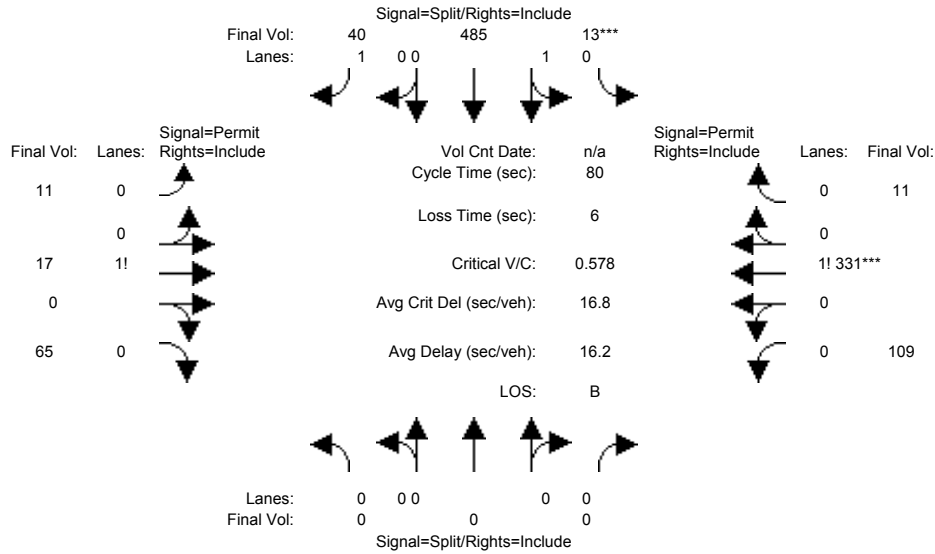 Signal=Split/Rights=Include
Final Vol: 40 485 13***
Lanes: 1 0 0 1 0
Signal=Permit Signal=Permit
Final Vol: Lanes: Rights=Include Vol Cnt Date: n/a Rights=Include Lanes: Final Vol:
Cycle Time (sec): 80
11 0 0 11
Loss Time (sec): 6
0 0
17 1! Critical V/C: 0.578 1! 331***
0 0 Avg Crit Del (sec/veh): 16.8 0
65 0 Avg Delay (sec/veh): 16.2 0 109
LOS: B
Lanes: 0 0 0 0 0
Final Vol: 0 0 0
Signal=Split/Rights=Include